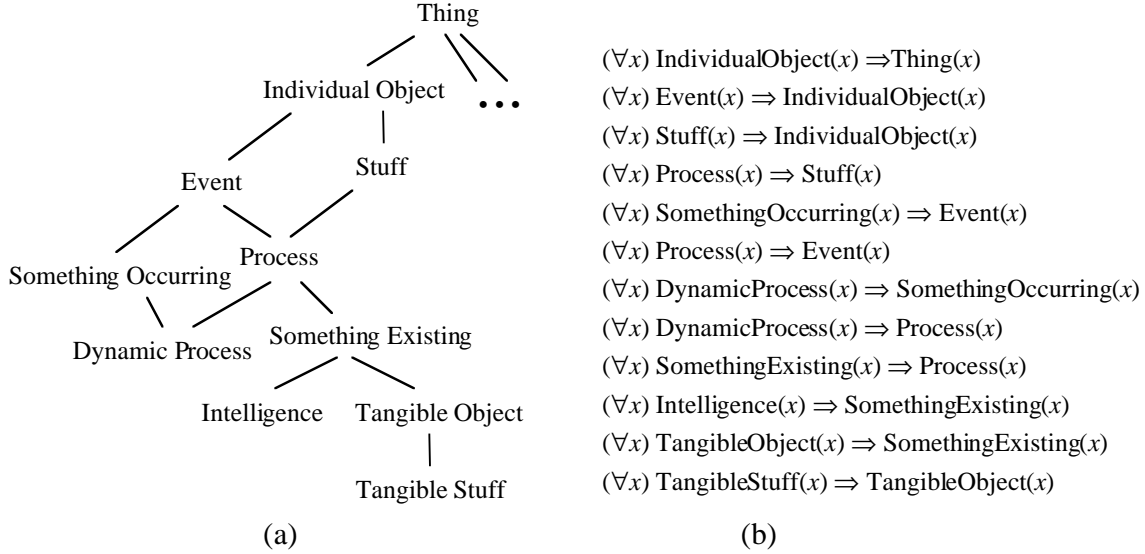 Thing
Individual Object
...
Event
Stuff
Something Occurring
Process
Dynamic Process
Something Existing
Intelligence
Tangible Object
Tangible Stuff
(a)
(∀x) IndividualObject(x) ⇒Thing(x)
(∀x) Event(x) ⇒ IndividualObject(x)
(∀x) Stuff(x) ⇒ IndividualObject(x)
(∀x) Process(x) ⇒ Stuff(x)
(∀x) SomethingOccurring(x) ⇒ Event(x)
(∀x) Process(x) ⇒ Event(x)
(∀x) DynamicProcess(x) ⇒ SomethingOccurring(x)
(∀x) DynamicProcess(x) ⇒ Process(x)
(∀x) SomethingExisting(x) ⇒ Process(x)
(∀x) Intelligence(x) ⇒ SomethingExisting(x)
(∀x) TangibleObject(x) ⇒ SomethingExisting(x)
(∀x) TangibleStuff(x) ⇒ TangibleObject(x)
(b)